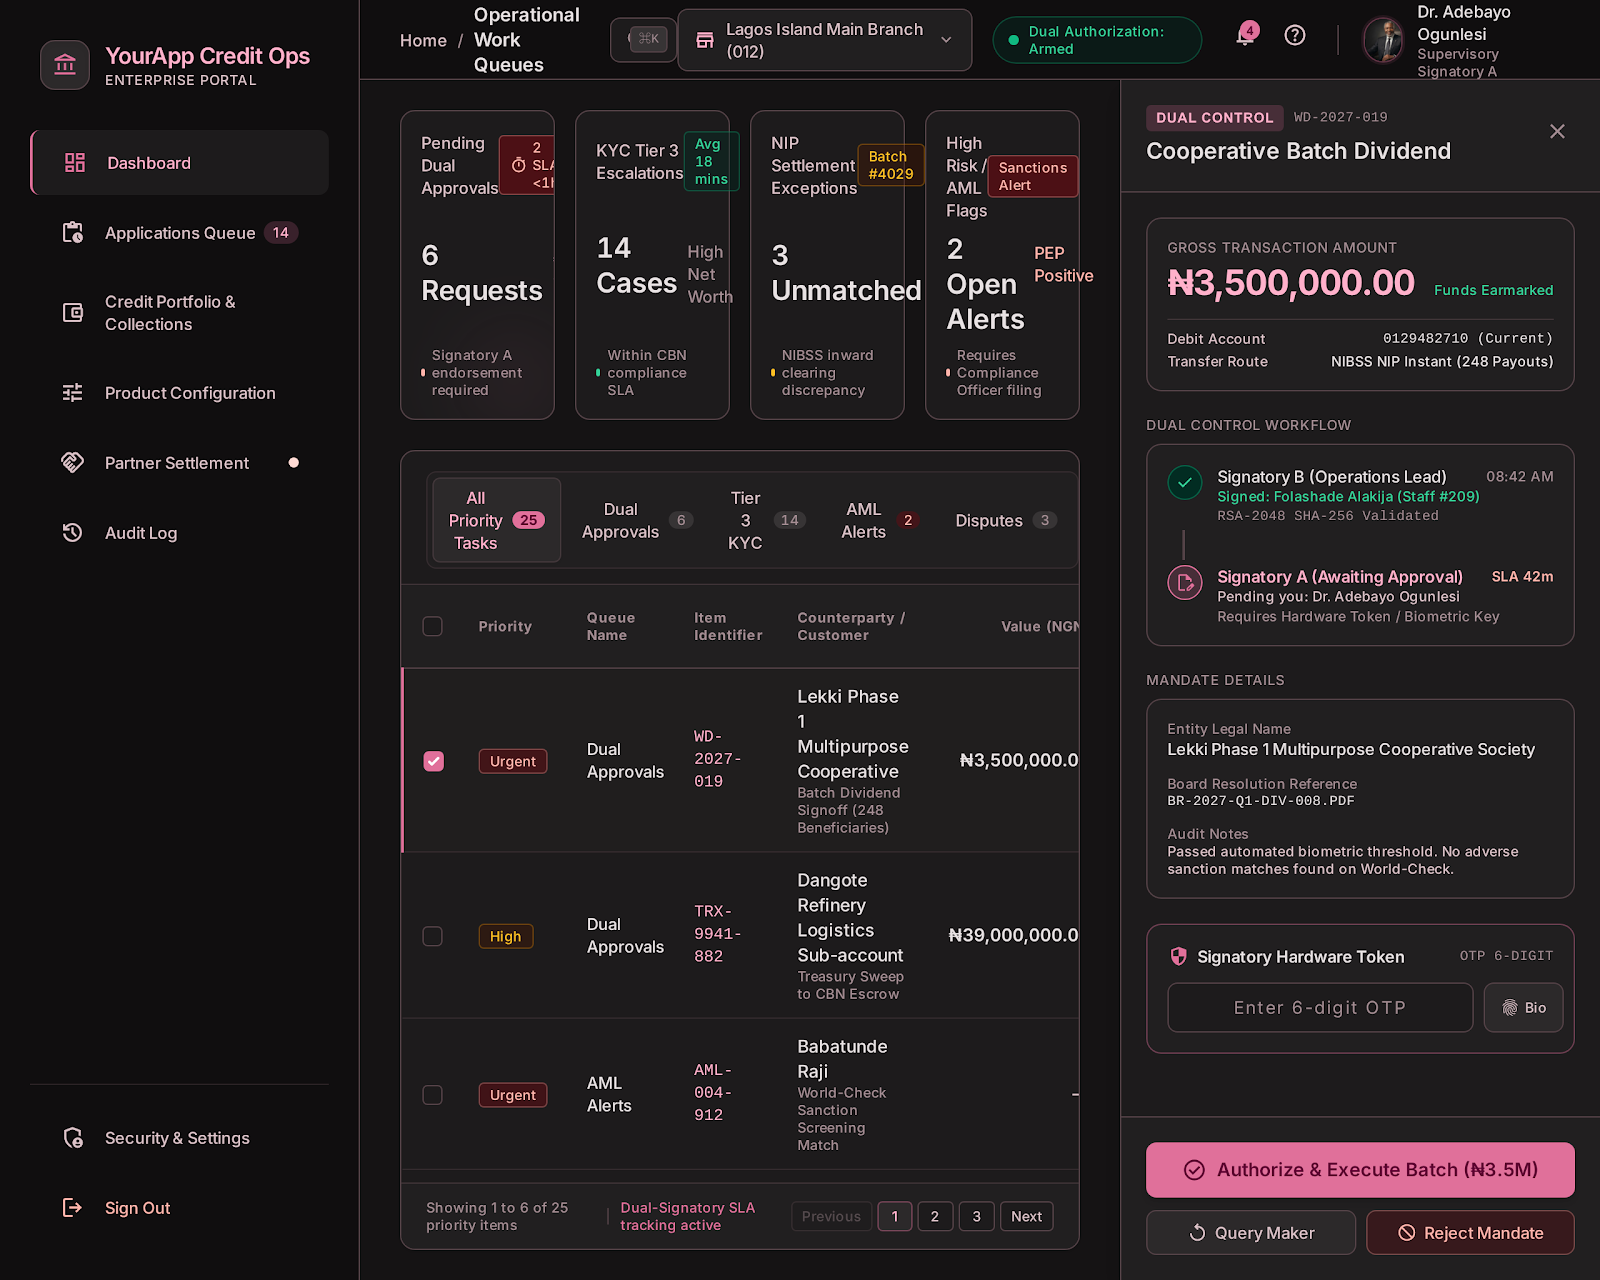 YourApp Credit Ops
ENTERPRISE PORTAL
Dashboard
Applications Queue 14
Credit Portfolio &
Collections
Product Configuration
Partner Settlement
Audit Log
Security & Settings
Sign Out
Home / Operational
Work
Queues
⌘K
Lagos Island Main Branch
(012)
Dual Authorization:
Armed
4
Dr. Adebayo
Ogunlesi
Supervisory
Signatory A
Pending
Dual
Approvals
2
SLA
<1h
6
Requests
Signatory A
endorsement
required
KYC Tier 3
Escalations
Avg
18
mins
14
Cases
High
Net
Worth
Within CBN
compliance
SLA
NIP
Settlement
Exceptions
Batch
#4029
3
Unmatched
NIBSS inward
clearing
discrepancy
High
Risk /
AML
Flags
Sanctions
Alert
2
Open
Alerts
PEP
Positive
Requires
Compliance
Officer filing
All
Priority
Tasks
25
Dual
Approvals
6
Tier
3
KYC
14
AML
Alerts
2
Disputes 3
Priority
Queue
Name
Item
Identifier
Counterparty /
Customer
Value (NGN
Urgent
Dual
Approvals
WD-
2027-
019
Lekki Phase
1
Multipurpose
Cooperative
Batch Dividend
Signoff (248
Beneficiaries)
₦3,500,000.0
High
Dual
Approvals
TRX-
9941-
882
Dangote
Refinery
Logistics
Sub-account
Treasury Sweep
to CBN Escrow
₦39,000,000.0
Urgent
AML
Alerts
AML-
004-
912
Babatunde
Raji
World-Check
Sanction
Screening
Match
Showing 1 to 6 of 25
priority items
Dual-Signatory SLA
tracking active
Previous 1 2 3 Next
DUAL CONTROL WD-2027-019
Cooperative Batch Dividend
GROSS TRANSACTION AMOUNT
₦3,500,000.00 Funds Earmarked
Debit Account 0129482710 (Current)
Transfer Route NIBSS NIP Instant (248 Payouts)
DUAL CONTROL WORKFLOW
Signatory B (Operations Lead) 08:42 AM
Signed: Folashade Alakija (Staff #209)
RSA-2048 SHA-256 Validated
Signatory A (Awaiting Approval) SLA 42m
Pending you: Dr. Adebayo Ogunlesi
Requires Hardware Token / Biometric Key
MANDATE DETAILS
Entity Legal Name
Lekki Phase 1 Multipurpose Cooperative Society
Board Resolution Reference
BR-2027-Q1-DIV-008.PDF
Audit Notes
Passed automated biometric threshold. No adverse
sanction matches found on World-Check.
Signatory Hardware Token OTP 6-DIGIT
Enter 6-digit OTP
Bio
Authorize & Execute Batch (₦3.5M)
Query Maker
Reject Mandate